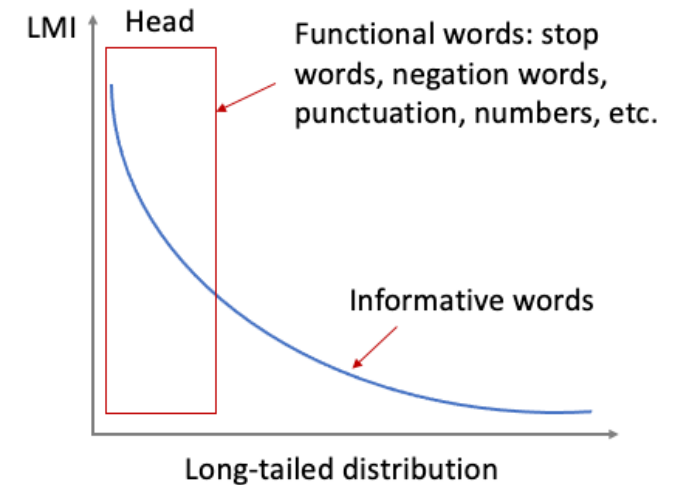 LMI
Head
Functional words: stop
words, negation words,
punctuation, numbers, etc.
Informative words
Long-tailed distribution